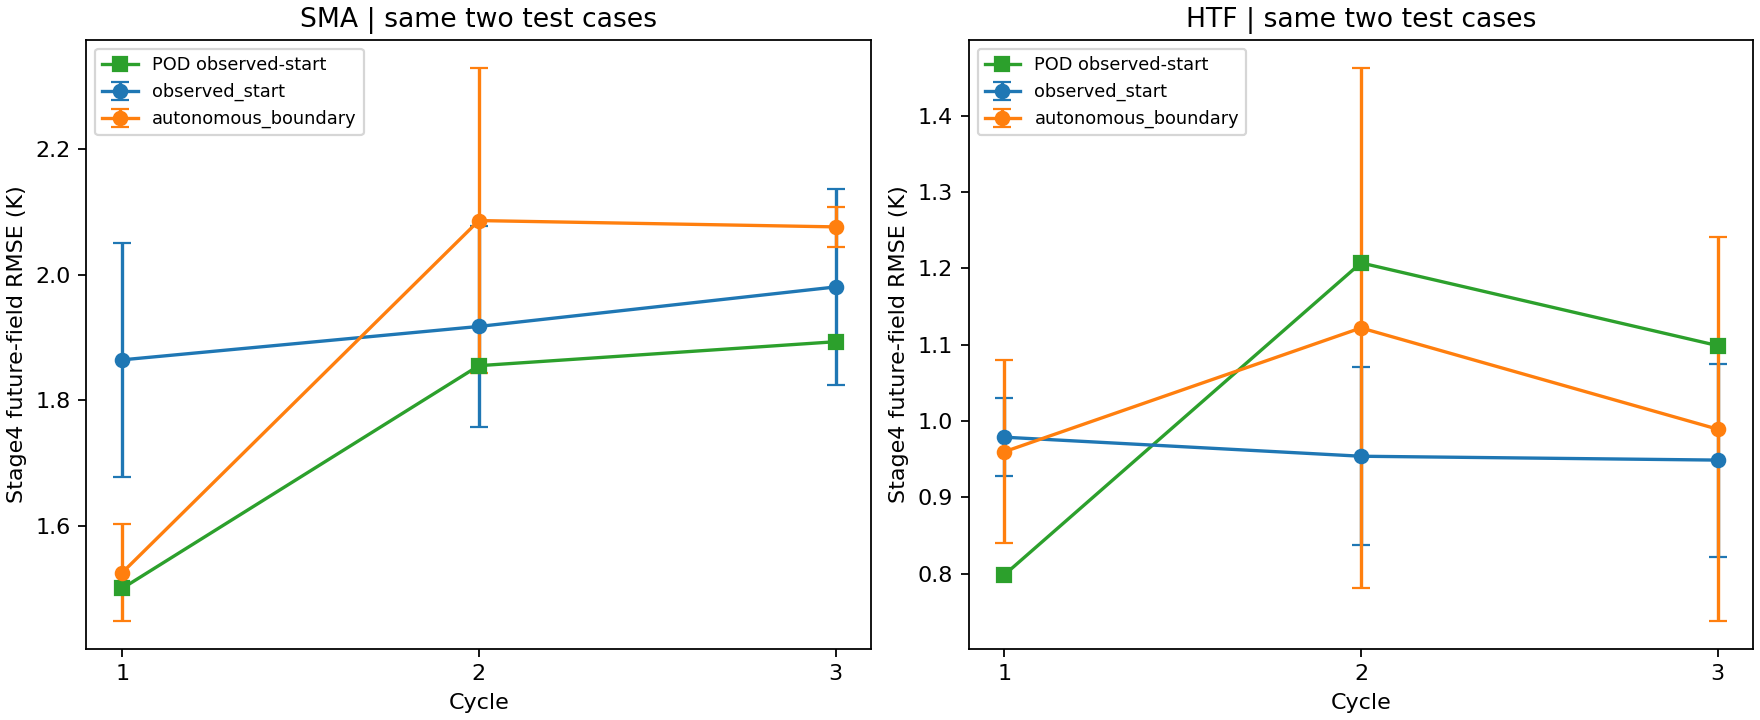 SMA | same two test cases
POD observed-start
observed_start
autonomous_boundary
Stage4 future-field RMSE (K)
2.2
2.0
1.8
1.6
1
2
3
Cycle
HTF | same two test cases
POD observed-start
observed_start
autonomous_boundary
Stage4 future-field RMSE (K)
1.4
1.3
1.2
1.1
1.0
0.9
0.8
1
2
3
Cycle